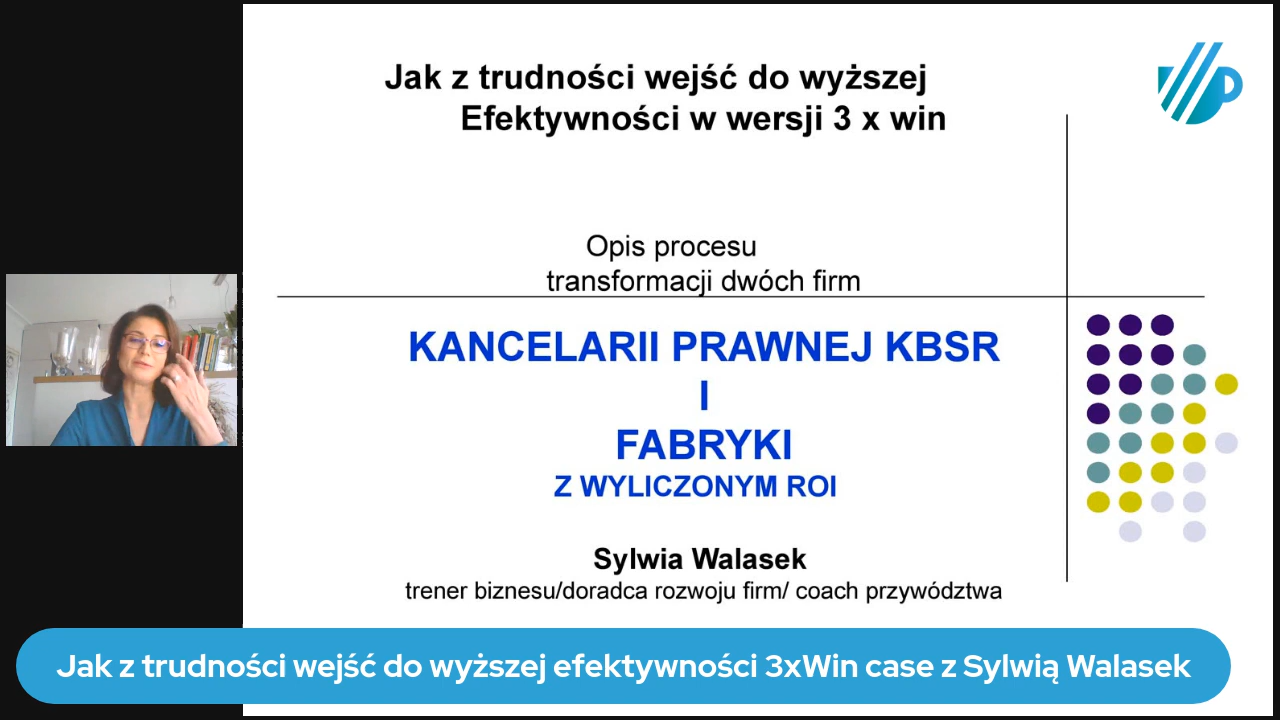 Jak z trudności wejść do wyższej
Efektywności w wersji 3 x win
Opis procesu
transformacji dwóch firm
KANCELARII PRAWNEJ KBSR
I
FABRYKI
Z WYLICZONYM ROI
Sylwia Walasek
trener biznesu/doradca rozwoju firm/ coach przywództwa
Jak z trudności wejść do wyższej efektywności 3xWin case z Sylwią Walasek